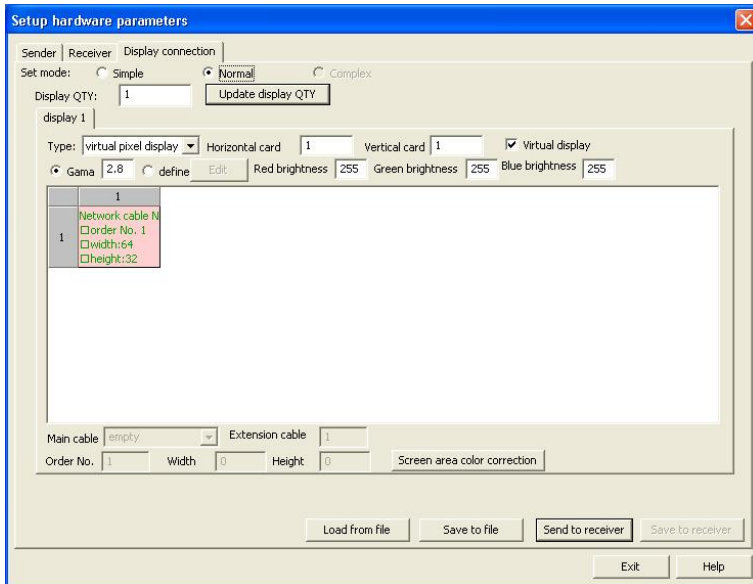 Setup hardware parameters
Sender Receiver Display connection
Set mode: Simple Normal Complex
Display QTY: 1 Update display QTY
display 1
Type: virtual pixel display Horizontal card 1 Vertical card 1 Virtual display
Gama 2.8 define Edit Red brightness 255 Green brightness 255 Blue brightness 255
1
Network cable N
1 order No. 1
width:64
height:32
Main cable empty Extension cable 1
Order No. 1 Width 0 Height 0 Screen area color correction
Load from file Save to file Send to receiver Save to receiver
Exit Help